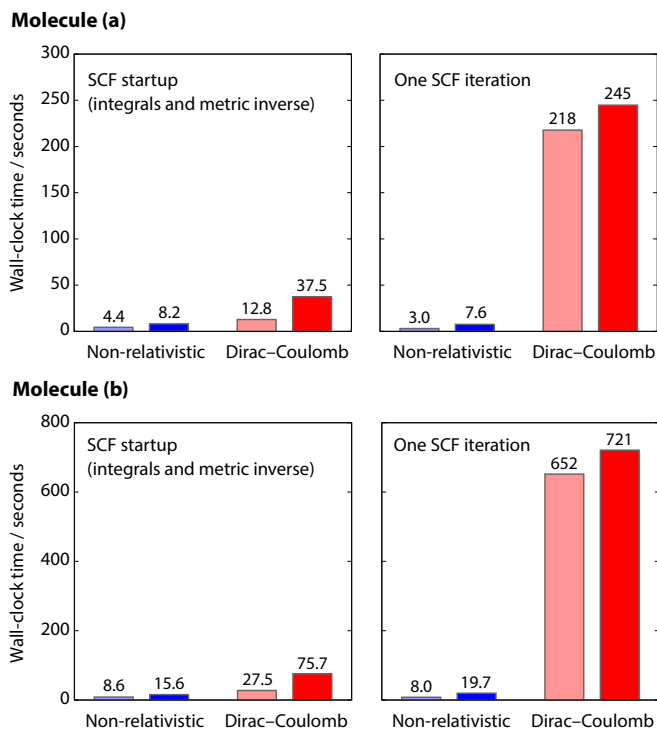 Molecule (a)
Wall-clock time / seconds
300
250
200
150
100
50
0
SCF startup
(integrals and metric inverse)
4.4
8.2
12.8
37.5
Non-relativistic
Dirac–Coulomb
One SCF iteration
3.0
7.6
218
245
Non-relativistic
Dirac–Coulomb
Molecule (b)
Wall-clock time / seconds
800
600
400
200
0
SCF startup
(integrals and metric inverse)
8.6
15.6
27.5
75.7
Non-relativistic
Dirac–Coulomb
One SCF iteration
8.0
19.7
652
721
Non-relativistic
Dirac–Coulomb